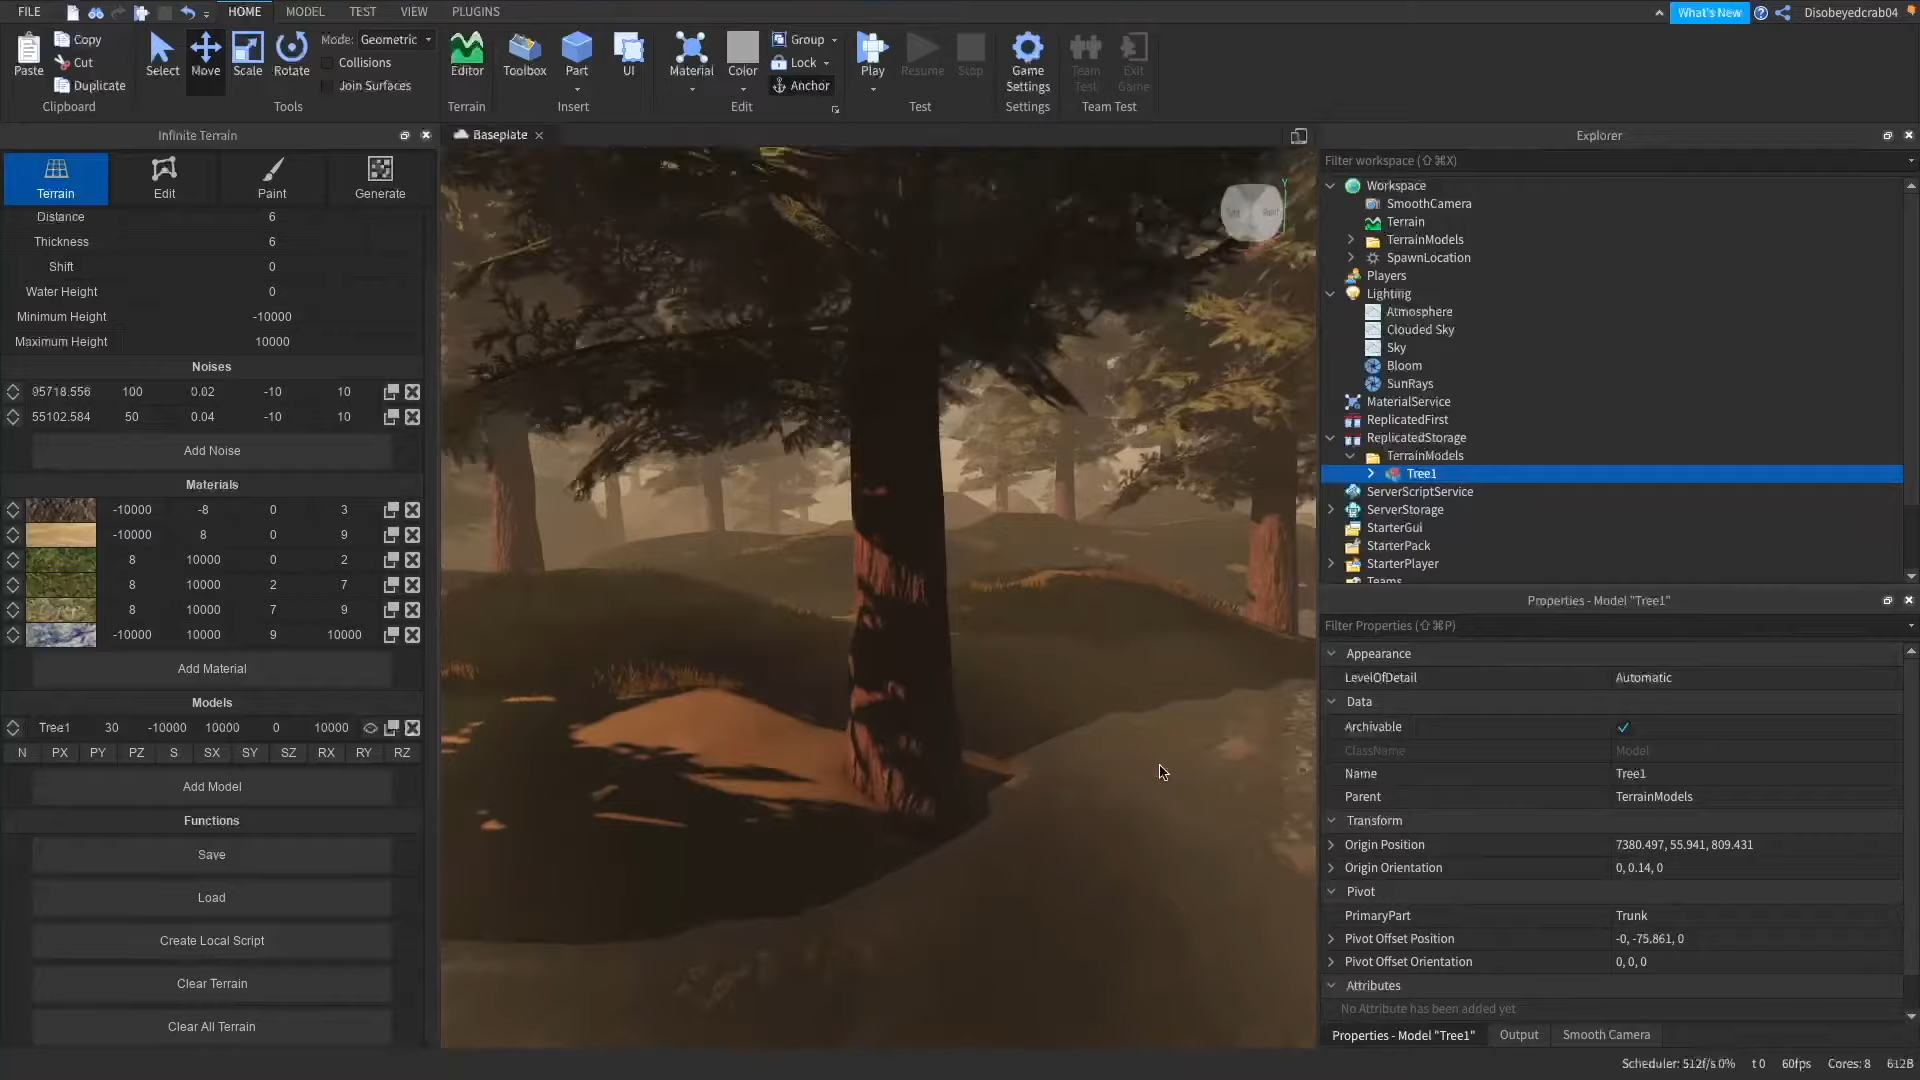 FILE HOME MODEL TEST VIEW PLUGINS What's New Disobeyedcrab04
Paste Copy Cut Duplicate Clipboard
Select Move Scale Rotate Mode: Geometric Collisions Join Surfaces Tools
Editor Terrain
Toolbox Part UI Insert
Material Color Group Lock Anchor Edit
Play Resume Stop Test
Game Settings Settings
Team Test Exit Game Team Test
Infinite Terrain
Terrain Edit Paint Generate
Distance 6
Thickness 6
Shift 0
Water Height 0
Minimum Height -10000
Maximum Height 10000
Noises
95718.556 100 0.02 -10 10
55102.584 50 0.04 -10 10
Add Noise
Materials
-10000 -8 0 3
-10000 8 0 9
8 10000 0 2
8 10000 2 7
8 10000 7 9
-10000 10000 9 10000
Add Material
Models
Tree1 30 -10000 10000 0 10000
N PX PY PZ S SX SY SZ RX RY RZ
Add Model
Functions
Save
Load
Create Local Script
Clear Terrain
Clear All Terrain
Baseplate
Y
Explorer
Filter workspace (⇧⌘X)
Workspace
SmoothCamera
Terrain
TerrainModels
SpawnLocation
Players
Lighting
Atmosphere
Clouded Sky
Sky
Bloom
SunRays
MaterialService
ReplicatedFirst
ReplicatedStorage
TerrainModels
Tree1
ServerScriptService
ServerStorage
StarterGui
StarterPack
StarterPlayer
Teams
Properties - Model "Tree1"
Filter Properties (⇧⌘P)
Appearance
LevelOfDetail Automatic
Data
Archivable
ClassName Model
Name Tree1
Parent TerrainModels
Transform
Origin Position 7380.497, 55.941, 809.431
Origin Orientation 0, 0.14, 0
Pivot
PrimaryPart Trunk
Pivot Offset Position -0, -75.861, 0
Pivot Offset Orientation 0, 0, 0
Attributes
No Attribute has been added yet
Properties - Model "Tree1" Output Smooth Camera
Scheduler: 512f/s 0% t 0 60fps Cores: 8 612B